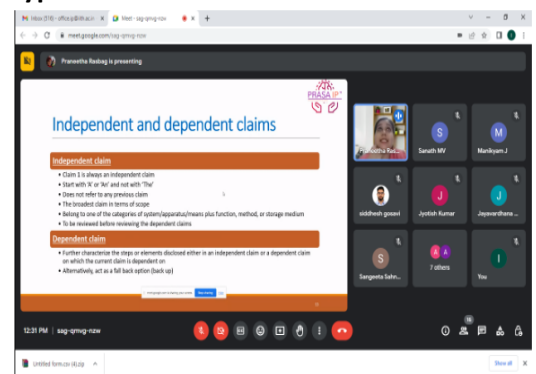 Inbox (518) - office.p@iith.ac.in
Meet - sag-qmvg-nzw
meet.google.com/sag-qmvg-nzw
Praneetha Rasbag is presenting
PRASA IP
Independent and dependent claims
Independent claim
• Claim 1 is always an independent claim
• Start with 'A' or 'An' and not with 'The'
• Does not refer to any previous claim
• The broadest claim in terms of scope
• Belong to one of the categories of system/apparatus/means plus function, method, or storage medium
• To be reviewed before reviewing the dependent claims
Dependent claim
• Further characterize the steps or elements disclosed either in an independent claim or a dependent claim
on which the current claim is dependent on
• Alternatively, act as a fall back option (back up)
Stop sharing
Praneetha Ras...
S
Sanath MV
M
Manikyam J
siddhesh gosavi
J
Jyotish Kumar
J
Jayavardhana ...
S
Sangeeta Sahn...
A A
7 others
I
You
12:31 PM | sag-qmvg-nzw
16
Untitled form.csv (4).zip
Show all